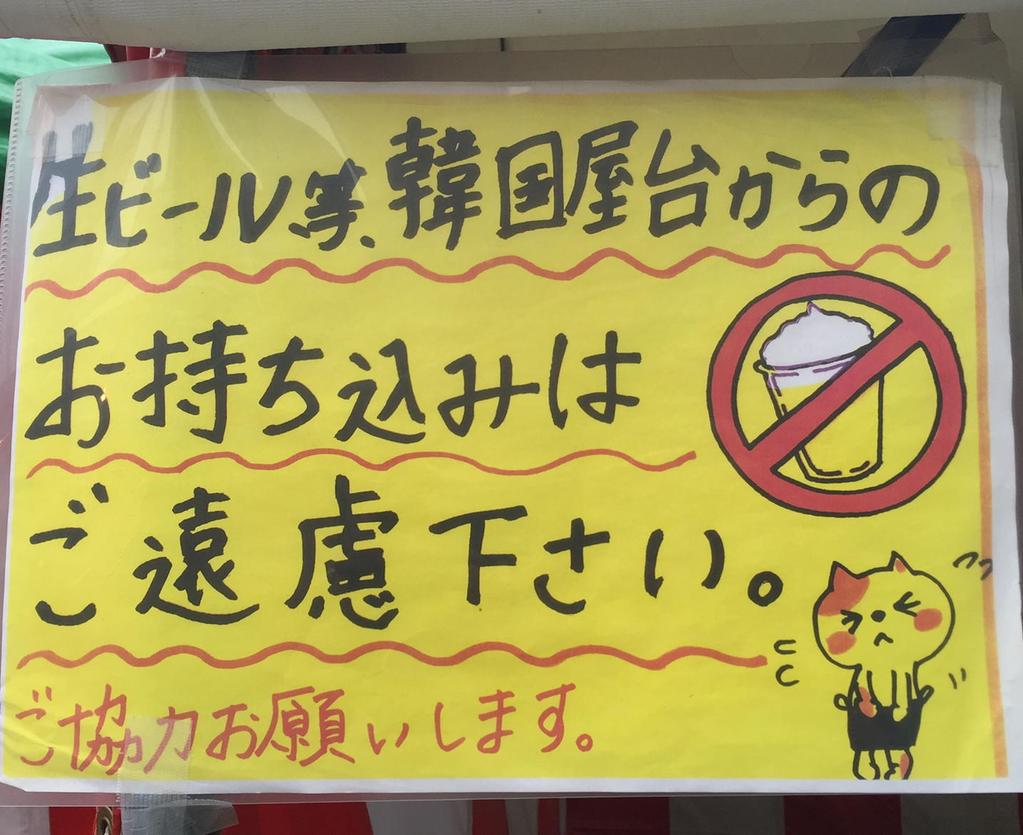 生ビール等、韓国屋台からの
お持ち込みは
ご遠慮下さい。
ご協力お願いします。